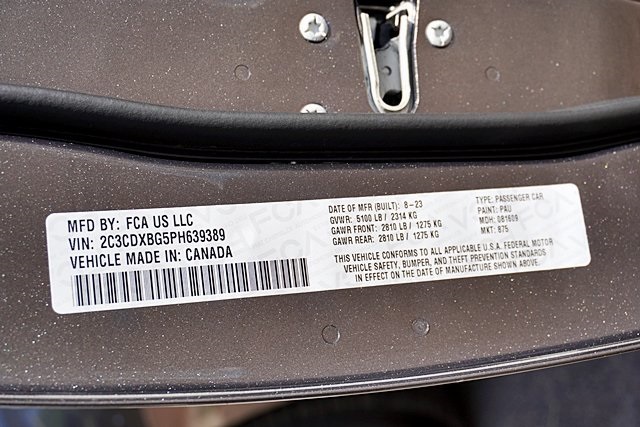 MFD BY: FCA US LLC
VIN: 2C3CDXBG5PH639389
VEHICLE MADE IN: CANADA
DATE OF MFR (BUILT): 8-23
GVWR: 5100 LB / 2314 KG
GAWR FRONT: 2810 LB / 1275 KG
GAWR REAR: 2810 LB / 1275 KG
TYPE: PASSENGER CAR
PAINT: PAU
MDH: 081609
MKT: 875
THIS VEHICLE CONFORMS TO ALL APPLICABLE U.S.A. FEDERAL MOTOR
VEHICLE SAFETY, BUMPER, AND THEFT PREVENTION STANDARDS
IN EFFECT ON THE DATE OF MANUFACTURE SHOWN ABOVE.